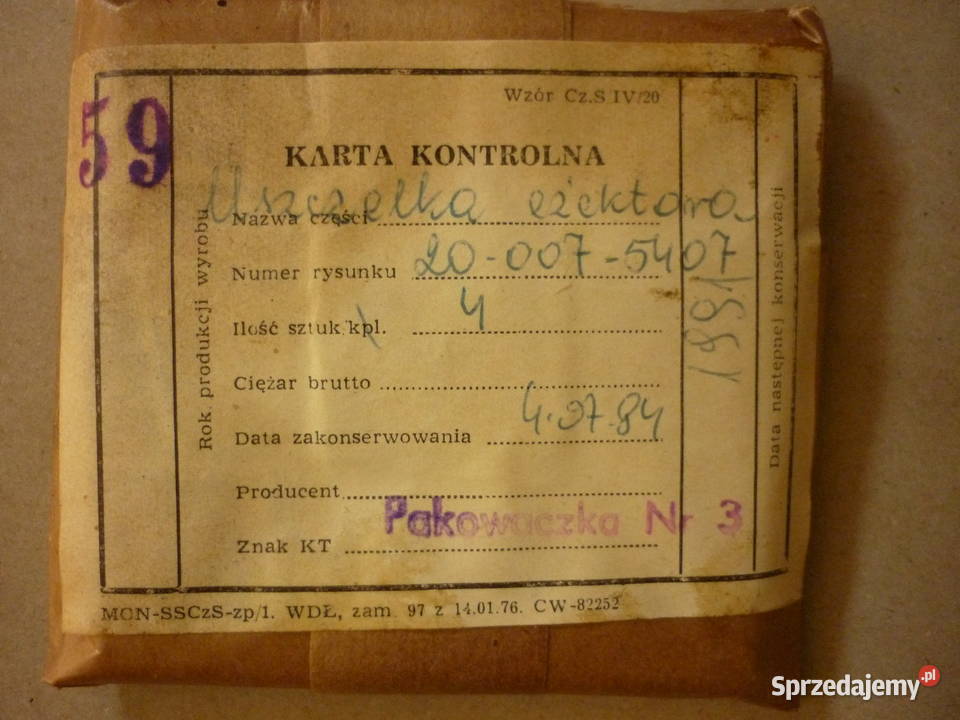 Wzór Cz.S IV/20
59
KARTA KONTROLNA
Uszczelka eżektora
Nazwa części
Numer rysunku 20-007-5407
Ilość sztuk/kpl. 4
Ciężar brutto
Data zakonserwowania 4.07.84
Producent
Pakowaczka Nr 3
Znak KT
Rok produkcji wyrobu
1991
Data następnej konserwacji
MON-SSCzS-zp/1. WDŁ, zam. 97 z 14.01.76. CW-82252
Sprzedajemy.pl